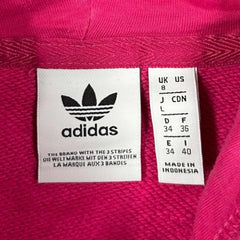 adidas
THE BRAND WITH THE 3 STRIPES
DIE WELTMARKE MIT DEN 3 STREIFEN
LA MARQUE AUX 3 BANDES
UK US
8
J CDN
L
D F
34 36
E I
34 40
MADE IN
INDONESIA